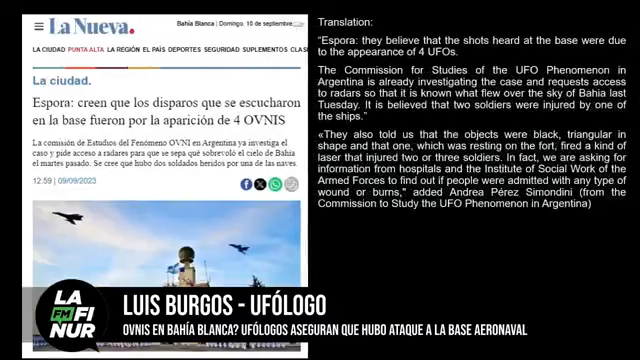 La Nueva.
Bahía Blanca | Domingo, 10 de septiembre
LA CIUDAD PUNTA ALTA LA REGIÓN EL PAÍS DEPORTES SEGURIDAD SUPLEMENTOS CLASI
La ciudad.
Espora: creen que los disparos que se escucharon
en la base fueron por la aparición de 4 OVNIS
La comisión de Estudios del Fenómeno OVNI en Argentina ya investiga el
caso y pide acceso a radares para que se sepa qué sobrevoló el cielo de Bahía
el martes pasado. Se cree que hubo dos soldados heridos por una de las naves.
12:59 | 09/09/2023
Translation:
"Espora: they believe that the shots heard at the base were due
to the appearance of 4 UFOs.
The Commission for Studies of the UFO Phenomenon in
Argentina is already investigating the case and requests access
to radars so that it is known what flew over the sky of Bahia
last Tuesday. It is believed that two soldiers were injured by one of
the ships."
«They also told us that the objects were black, triangular in
shape and that one, which was resting on the fort, fired a kind of
laser that injured two or three soldiers. In fact, we are asking for
information from hospitals and the Institute of Social Work of the
Armed Forces to find out if people were admitted with any type of
wound or burns," added Andrea Pérez Simondini (from the
Commission to Study the UFO Phenomenon in Argentina)
LA
FM
FI
NUR
LUIS BURGOS - UFÓLOGO
OVNIS EN BAHÍA BLANCA? UFÓLOGOS ASEGURAN QUE HUBO ATAQUE A LA BASE AERONAVAL